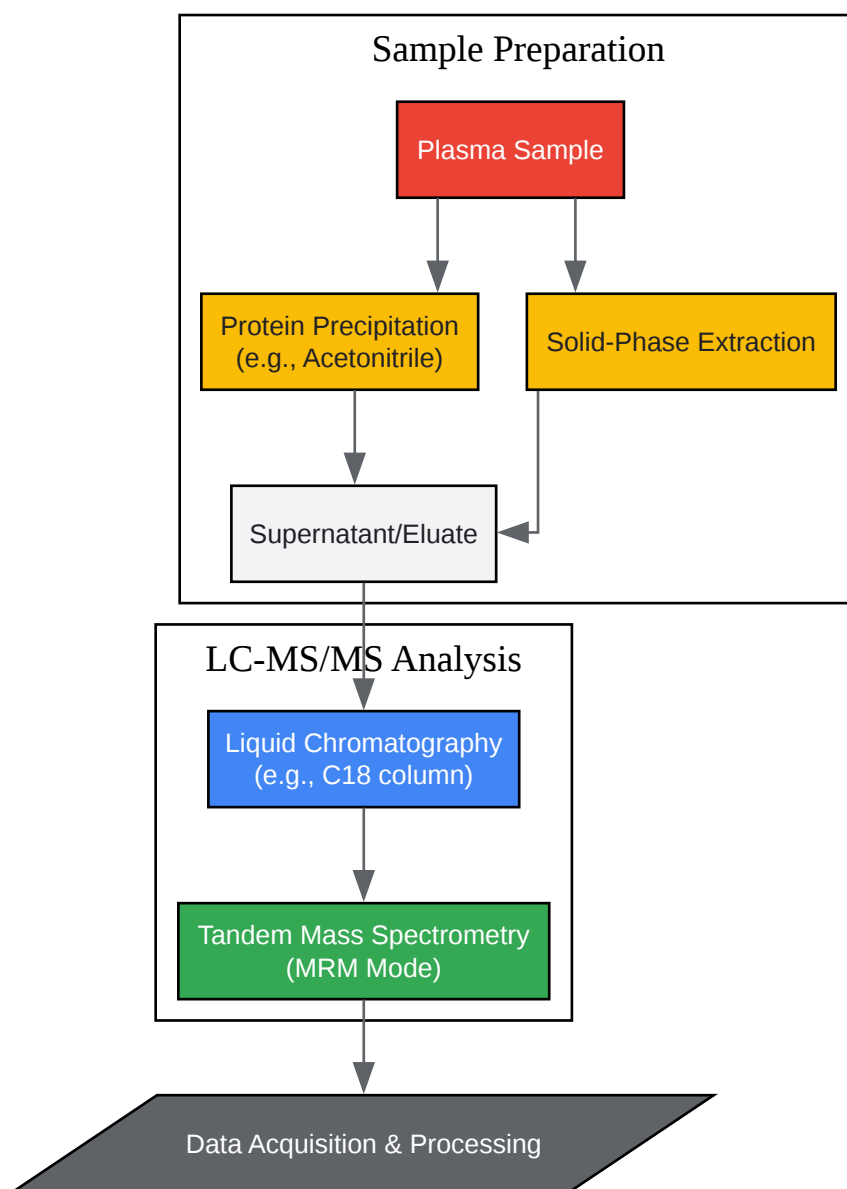 Sample Preparation
Plasma Sample
Protein Precipitation
(e.g., Acetonitrile)
Solid-Phase Extraction
Supernatant/Eluate
LC-MS/MS Analysis
Liquid Chromatography
(e.g., C18 column)
Tandem Mass Spectrometry
(MRM Mode)
Data Acquisition & Processing